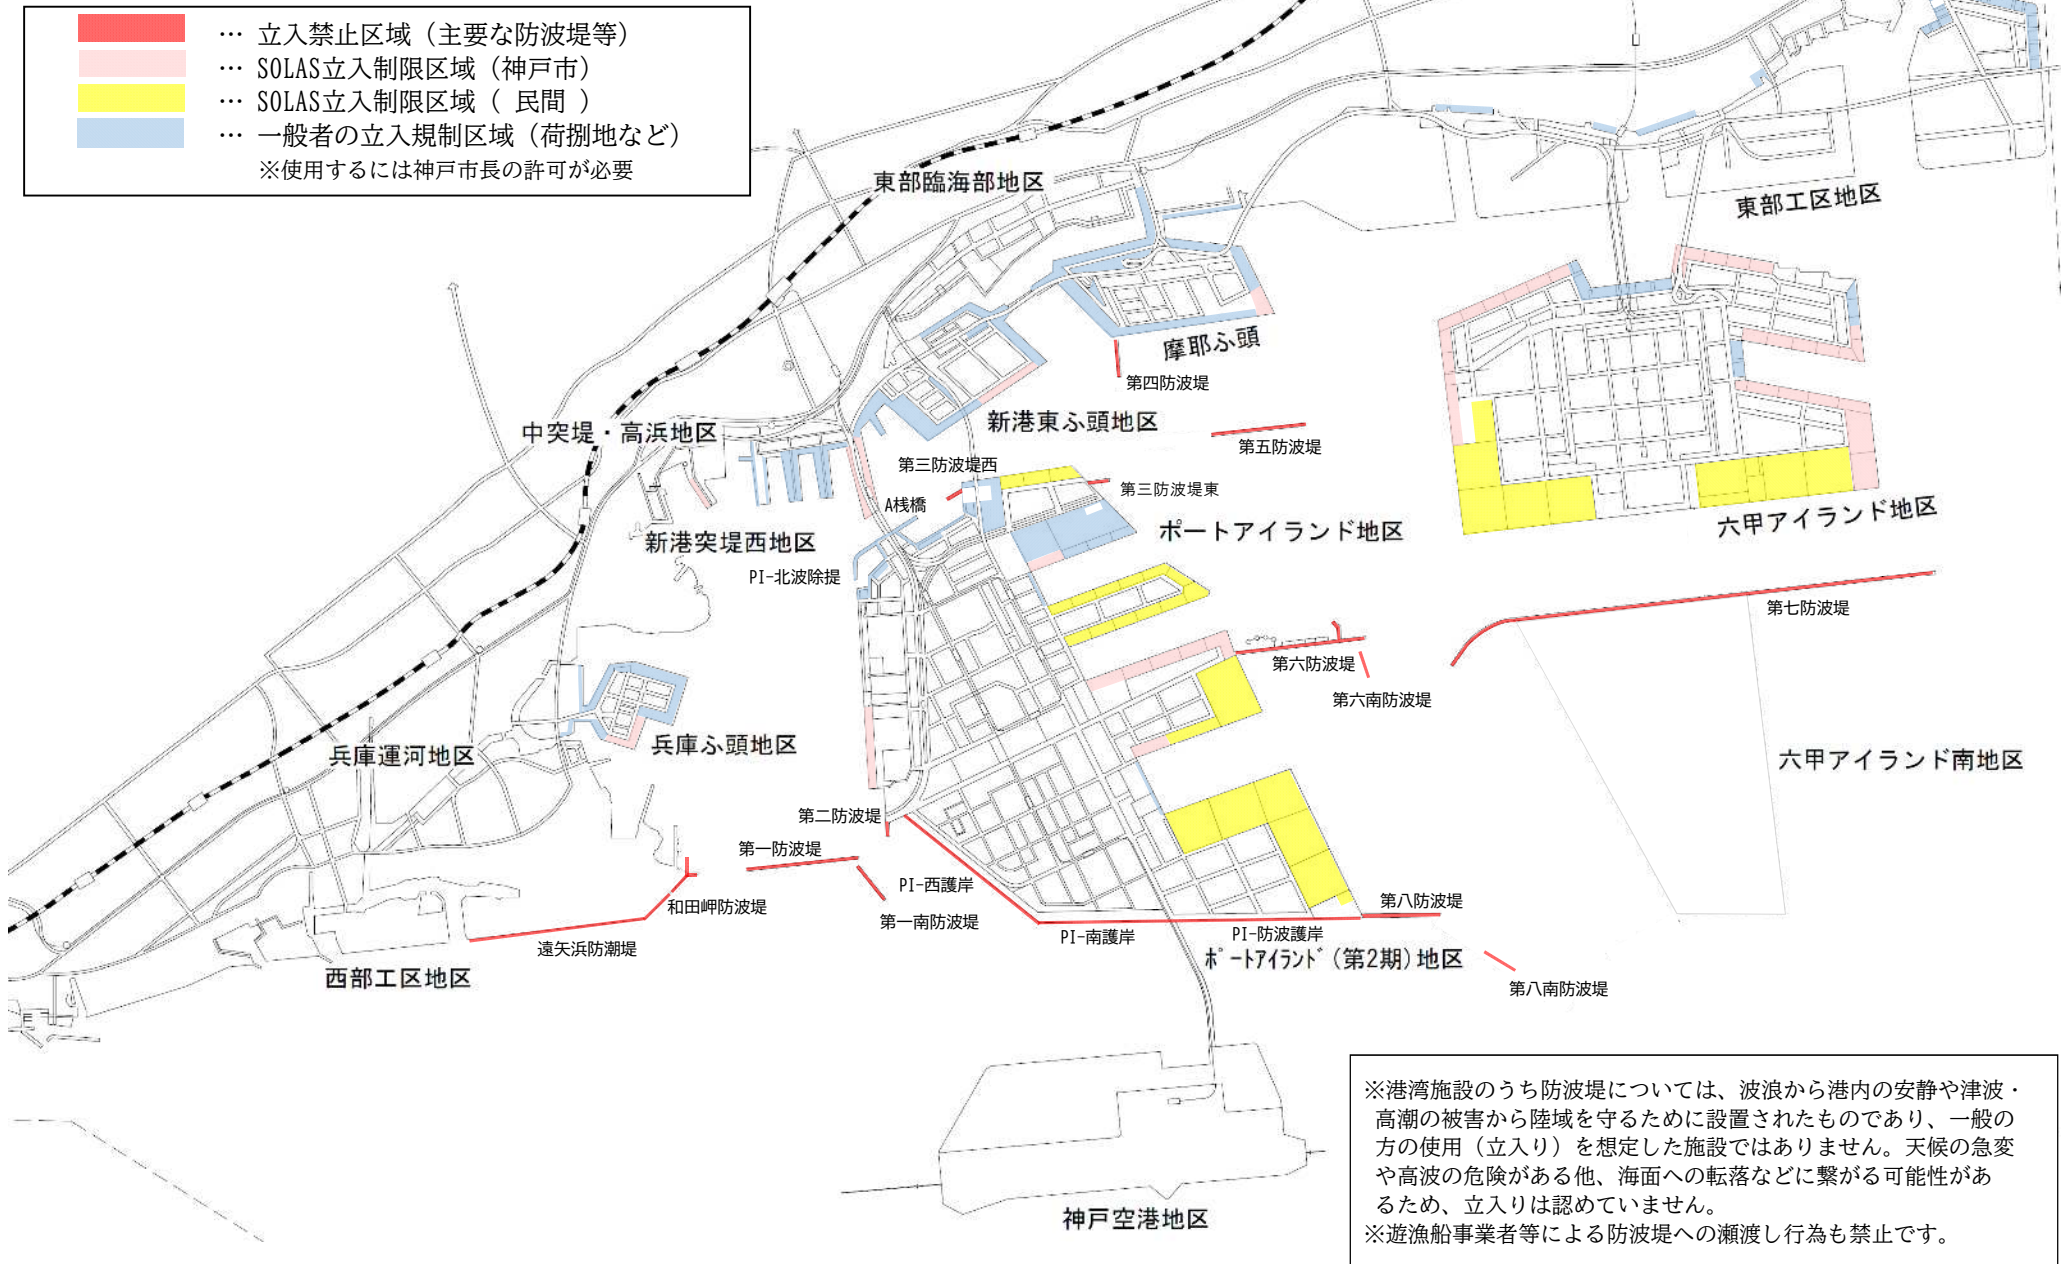 … 立入禁止区域（主要な防波堤等）
… SOLAS立入制限区域（神戸市）
… SOLAS立入制限区域（ 民間 ）
… 一般者の立入規制区域（荷捌地など）
※使用するには神戸市長の許可が必要
東部臨海部地区
東部工区地区
摩耶ふ頭
第四防波堤
新港東ふ頭地区
中突堤・高浜地区
第五防波堤
第三防波堤西
第三防波堤東
A桟橋
ポートアイランド地区
六甲アイランド地区
新港突堤西地区
PI-北波除提
第七防波堤
第六防波堤
第六南防波堤
兵庫ふ頭地区
兵庫運河地区
六甲アイランド南地区
第二防波堤
第一防波堤
PI-西護岸
第一南防波堤
和田岬防波堤
第八防波堤
PI-南護岸
PI-防波護岸
遠矢浜防潮堤
ﾎﾟｰﾄｱｲﾗﾝﾄﾞ(第2期)地区
西部工区地区
第八南防波堤
神戸空港地区
※港湾施設のうち防波堤については、波浪から港内の安静や津波・
高潮の被害から陸域を守るために設置されたものであり、一般の
方の使用（立入り）を想定した施設ではありません。天候の急変
や高波の危険がある他、海面への転落などに繋がる可能性があ
るため、立入りは認めていません。
※遊漁船事業者等による防波堤への瀬渡し行為も禁止です。